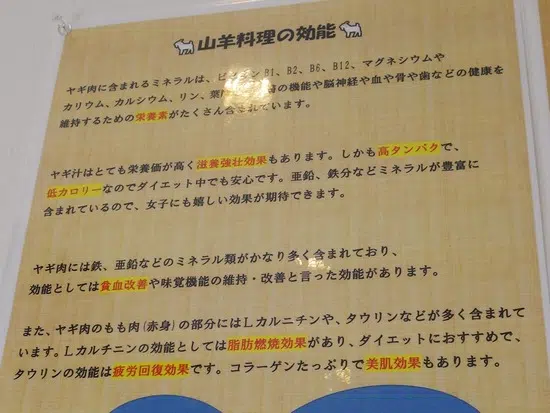 山羊料理の効能
ヤギ肉に含まれるミネラルは、ビタミンB1、B2、B6、B12、マグネシウムや
カリウム、カルシウム、リン、葉 の機能や脳神経や血や骨や歯などの健康を
維持するための栄養素がたくさん含されています。
ヤギ汁はとても栄養価が高く滋養強壮効果もあります。しかも高タンパクで、
低カロリーなのでダイエット中でも安心です。亜鉛、鉄分などミネラルが豊富に
含まれているので、女子にも嬉しい効果が期待できます。
ヤギ肉には鉄、亜鉛などのミネラル類がかなり多く含まれており、
効能としては貧血改善や味覚機能の維持・改善と言った効能があります。
また、ヤギ肉のもも肉(赤身)の部分にはLカルニチンや、タウリンなどが多く含まれて
います。Lカルチニンの効能としては脂肪燃焼効果があり、ダイエットにおすすめで、
タウリンの効能は疲労回復効果です。コラーゲンたっぷりで美肌効果もあります。